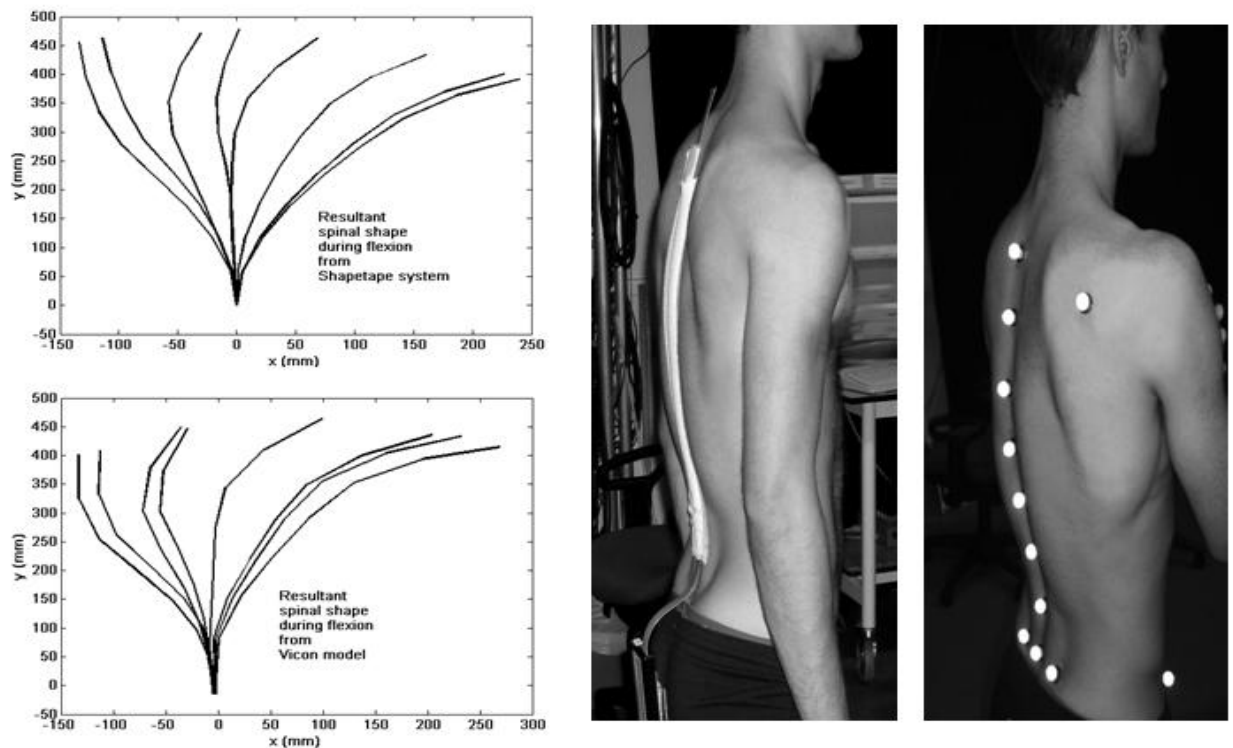 500
450
400
350
300
250
200
150
100
50
0
-50
y (mm)
Resultant
spinal shape
during flexion
from
Shapetape system
-150 -100 -50 0 50 100 150 200 250
x (mm)
500
450
400
350
300
250
200
150
100
50
0
-50
y (mm)
Resultant
spinal shape
during flexion
from
Vicon model
-150 -100 -50 0 50 100 150 200 250 300
x (mm)